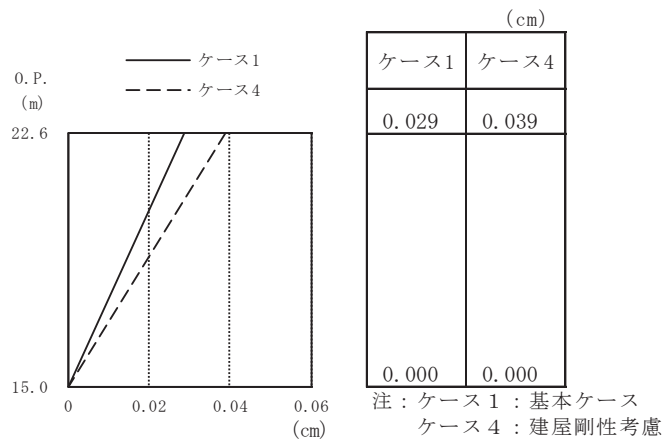 (cm)
ケース1
ケース4
O.P.
(m)
ケース1 ケース4
22.6
0.029 0.039
15.0
0.000 0.000
0 0.02 0.04 0.06
(cm)
注：ケース１：基本ケース
ケース４：建屋剛性考慮